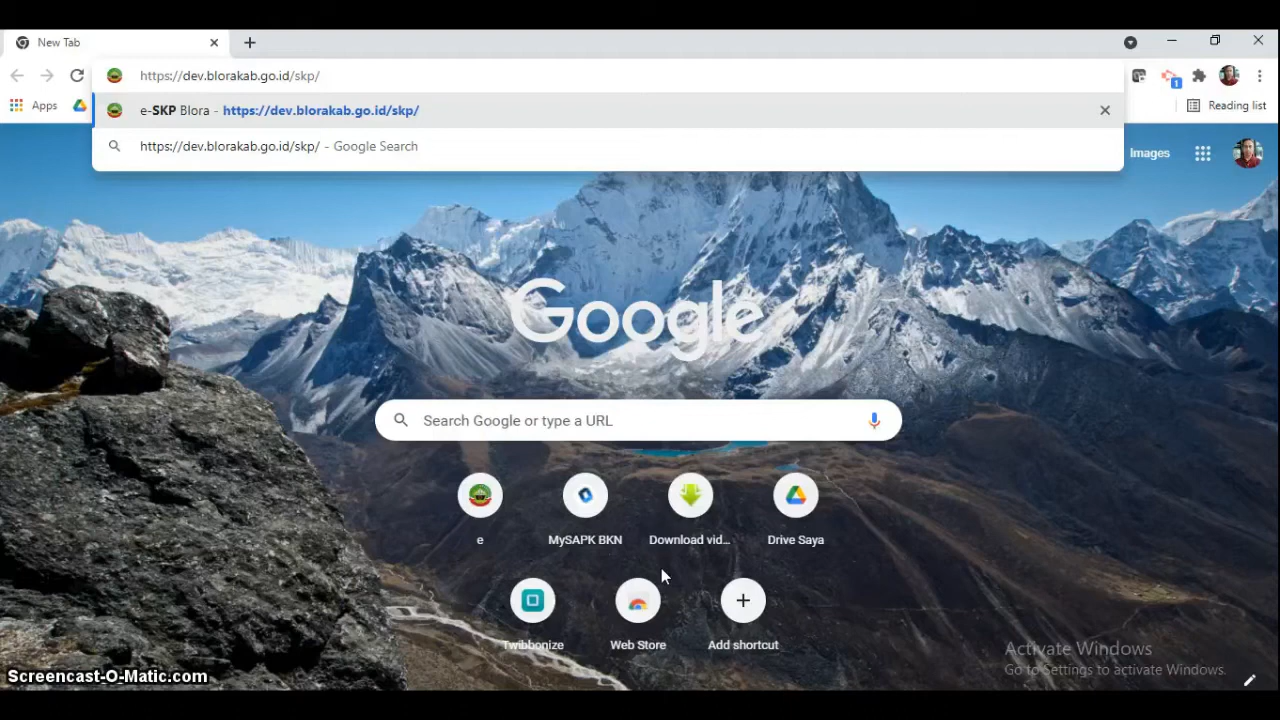 New Tab
https://dev.blorakab.go.id/skp/
e-SKP Blora - https://dev.blorakab.go.id/skp/
https://dev.blorakab.go.id/skp/ - Google Search
1
Apps
Reading list
Images
Google
Search Google or type a URL
e
MySAPK BKN
Download vid...
Drive Saya
Twibbonize
Web Store
Add shortcut
Activate Windows
Go to Settings to activate Windows.
Screencast-O-Matic.com